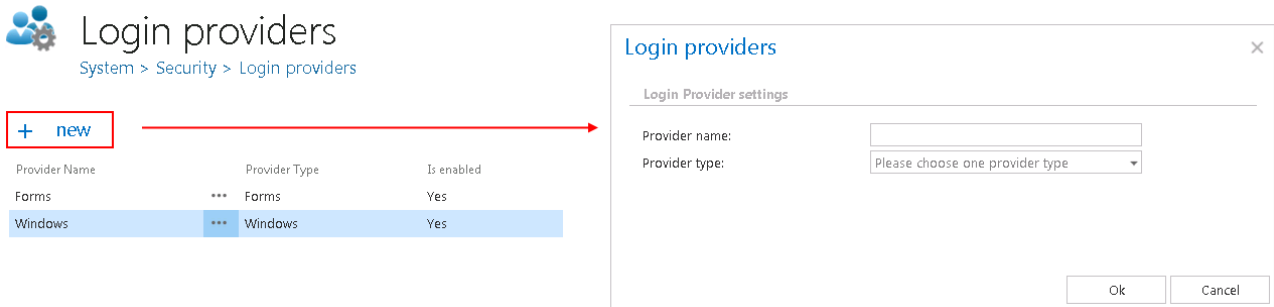 Login providers
System > Security > Login providers
+ new
Provider Name Provider Type Is enabled
Forms ••• Forms Yes
Windows ••• Windows Yes
Login providers ×
Login Provider settings
Provider name:
Provider type: Please choose one provider type
Ok Cancel